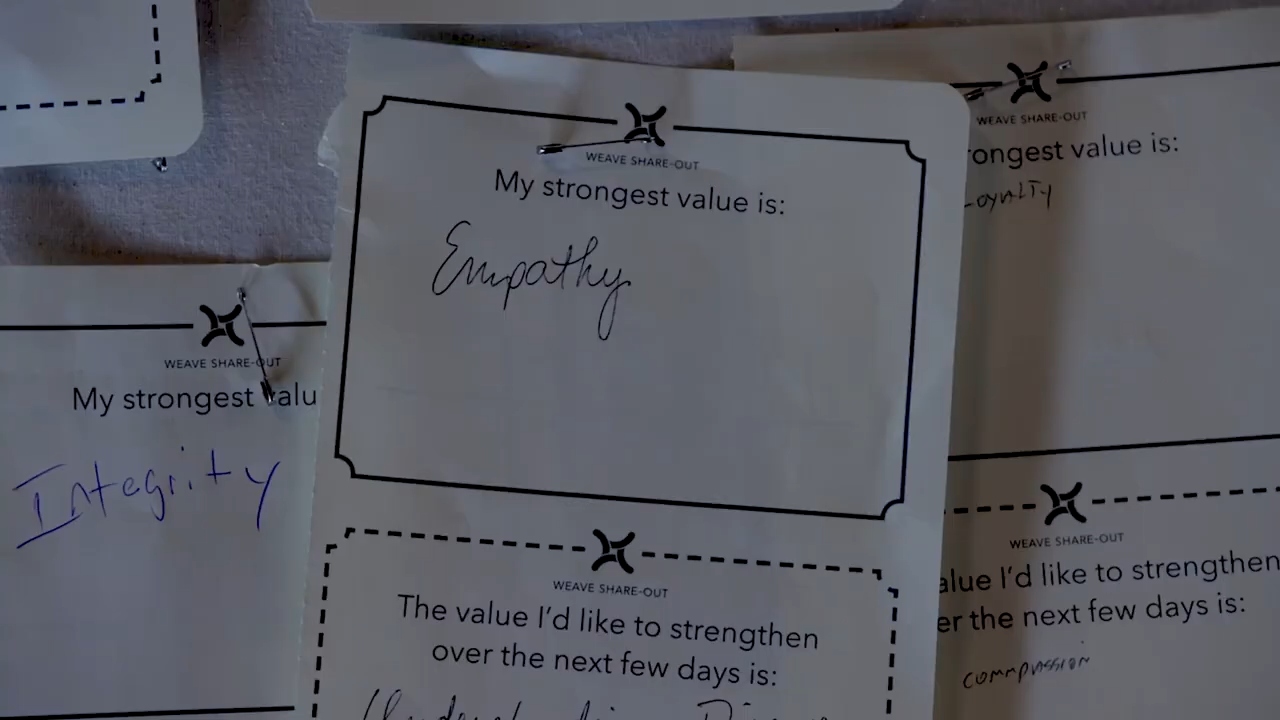 WEAVE SHARE-OUT
My strongest value is:
Empathy
WEAVE SHARE-OUT
The value I'd like to strengthen
over the next few days is:
WEAVE SHARE-OUT
My strongest valu
Integrity
WEAVE SHARE-OUT
rongest value is:
Loyalty
WEAVE SHARE-OUT
alue I'd like to strengthen
er the next few days is:
commpassion